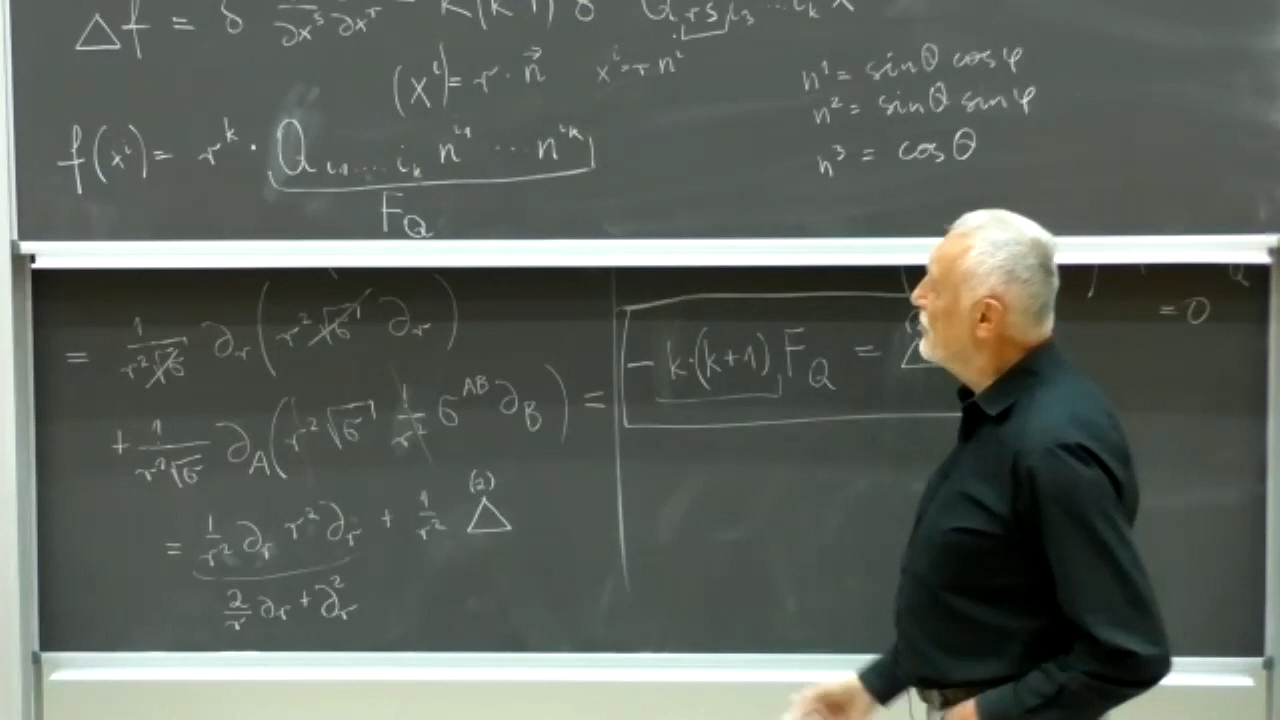 Δf = δ ∂x^s ∂x^r k(k-1) δ Q_{rsi_3...i_k} x
(x^i) = r · n⃗ x^i = r n^i
n^1 = sinθ cosφ
n^2 = sinθ sinφ
n^3 = cosθ
f(x^i) = r^k · Q_{i_1....i_k} n^{i_1} ... n^{i_k}
F_Q
= 1/(r^2√σ) ∂_r (r^2 √σ ∂_r)
+ 1/(r^2√σ) ∂_A (r^2 √σ 1/r^2 σ^{AB} ∂_B) =
= 1/r^2 ∂_r r^2 ∂_r + 1/r^2 Δ^{(2)}
2/r ∂_r + ∂_r^2
= 0
- k·(k+1) F_Q = Δ